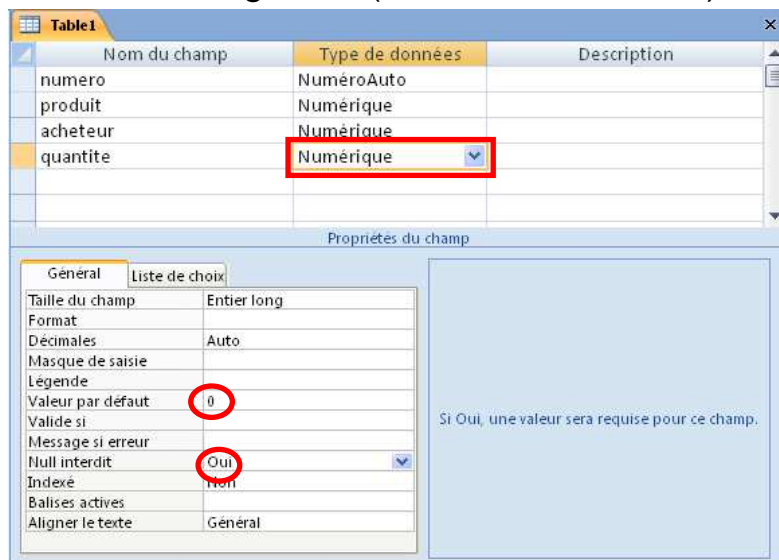 Table1
Nom du champ Type de données Description
numero NuméroAuto
produit Numérique
acheteur Numérique
quantite Numérique
Propriétés du champ
Général Liste de choix
Taille du champ Entier long
Format
Décimales Auto
Masque de saisie
Légende
Valeur par défaut 0
Valide si
Message si erreur
Null interdit Oui
Indexé Non
Balises actives
Aligner le texte Général
Si Oui, une valeur sera requise pour ce champ.